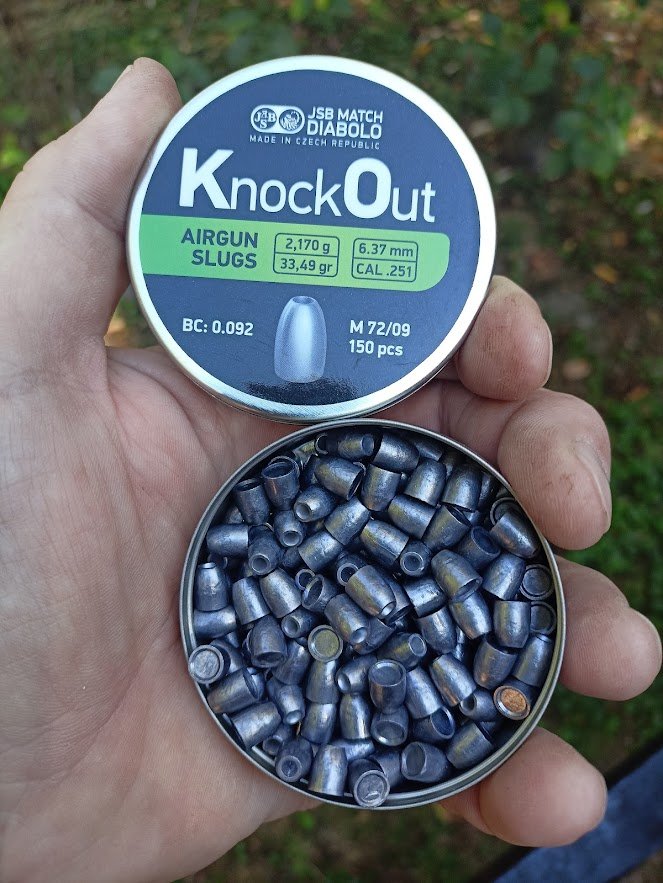 JSB
JSB MATCH
DIABOLO
MADE IN CZECH REPUBLIC
KnockOut
AIRGUN
SLUGS
2,170 g
33,49 gr
6.37 mm
CAL .251
BC: 0.092
M 72/09
150 pcs